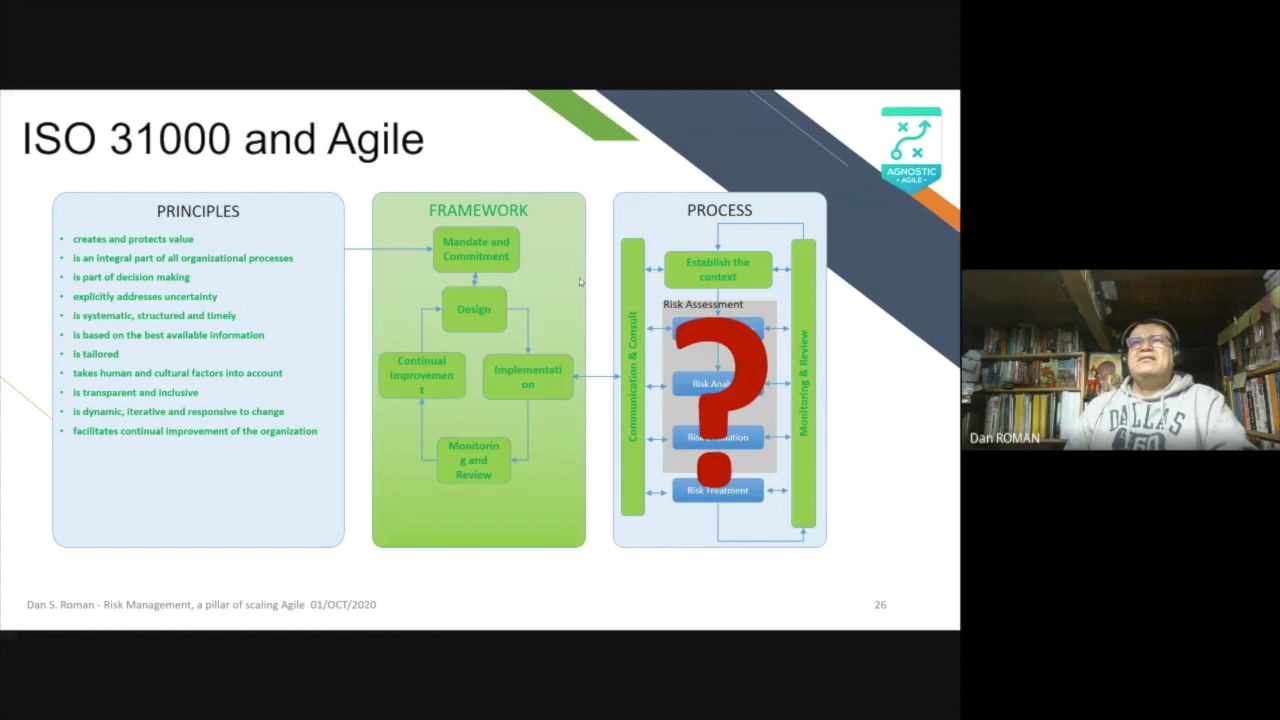 ISO 31000 and Agile
AGNOSTIC
• AGILE •
PRINCIPLES
• creates and protects value
• is an integral part of all organizational processes
• is part of decision making
• explicitly addresses uncertainty
• is systematic, structured and timely
• is based on the best available information
• is tailored
• takes human and cultural factors into account
• is transparent and inclusive
• is dynamic, iterative and responsive to change
• facilitates continual improvement of the organization
FRAMEWORK
Mandate and
Commitment
Design
Continual
Improvemen
t
Implementati
on
Monitorin
g and
Review
PROCESS
Communication & Consult
Establish the
context
Risk Assessment
Risk
Risk
Risk Treatment
?
Monitoring & Review
Dan S. Roman - Risk Management, a pillar of scaling Agile 01/OCT/2020
26
DALLAS
Dan ROMAN